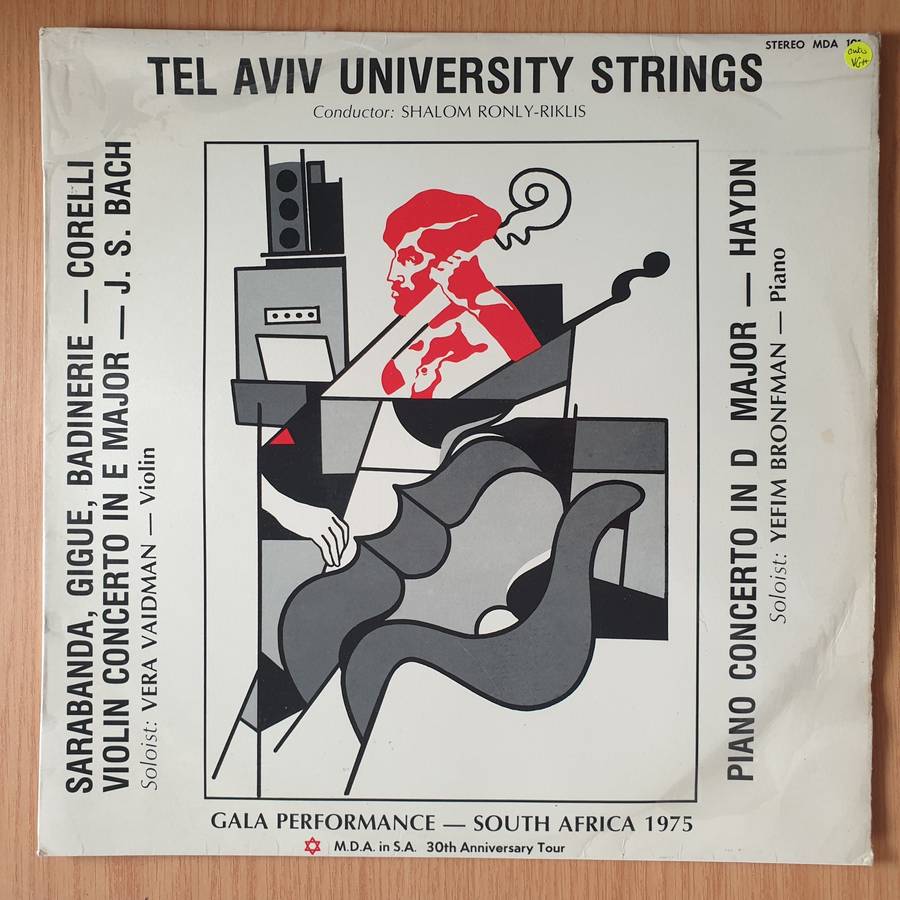 STEREO MDA
TEL AVIV UNIVERSITY STRINGS
Conductor: SHALOM RONLY-RIKLIS
SARABANDA, GIGUE, BADINERIE — CORELLI
VIOLIN CONCERTO IN E MAJOR — J. S. BACH
Soloist: VERA VAIDMAN — Violin
PIANO CONCERTO IN D MAJOR — HAYDN
Soloist: YEFIM BRONFMAN — Piano
GALA PERFORMANCE — SOUTH AFRICA 1975
M.D.A. in S.A. 30th Anniversary Tour